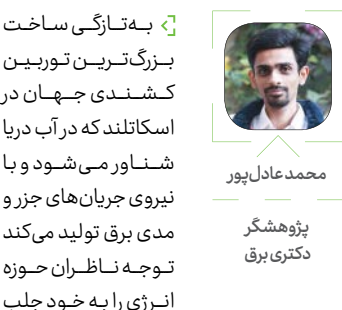 به‌تازگی ساخت
بزرگ‌ترین توربین
کشندی جهان در
اسکاتلند که در آب دریا
شناور می‌شود و با
نیروی جریان‌های جزر و
مدی برق تولید می‌کند
توجه ناظران حوزه
انرژی را به خود جلب
محمد عادل‌پور
پژوهشگر
دکتری برق